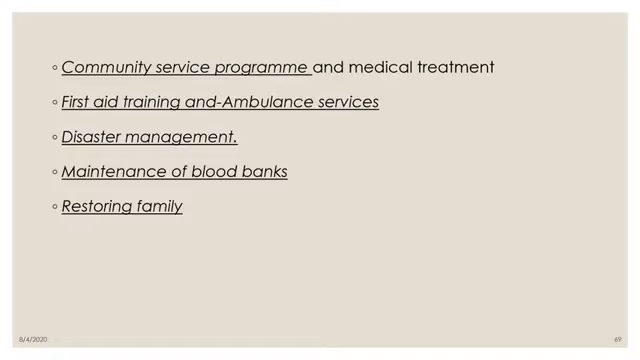 ◦ Community service programme and medical treatment
◦ First aid training and-Ambulance services
◦ Disaster management.
◦ Maintenance of blood banks
◦ Restoring family
8/4/2020 69